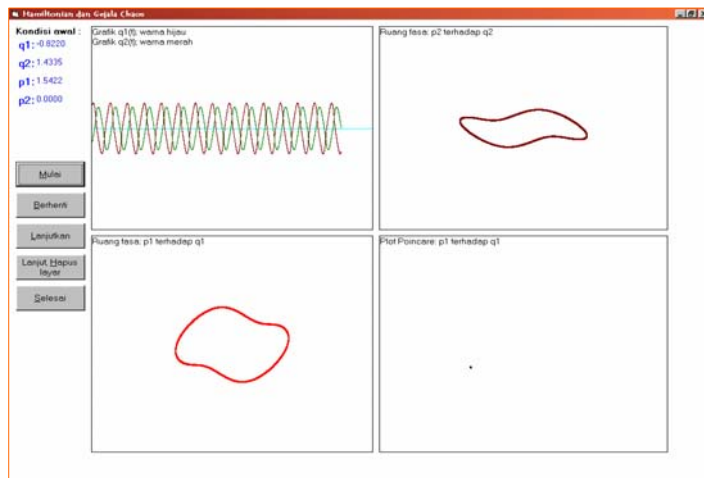 Hamiltonian dan Gejala Chaos
Kondisi awal :
q1: -0.8220
q2: 1.4335
p1: 1.5422
p2: 0.0000
Mulai
Berhenti
Lanjutkan
Lanjut Hapus
layar
Selesai
Grafik q1(t); warna hijau
Grafik q2(t); warna merah
Ruang fasa; p2 terhadap q2
Ruang fasa; p1 terhadap q1
Plot Poincare: p1 terhadap q1